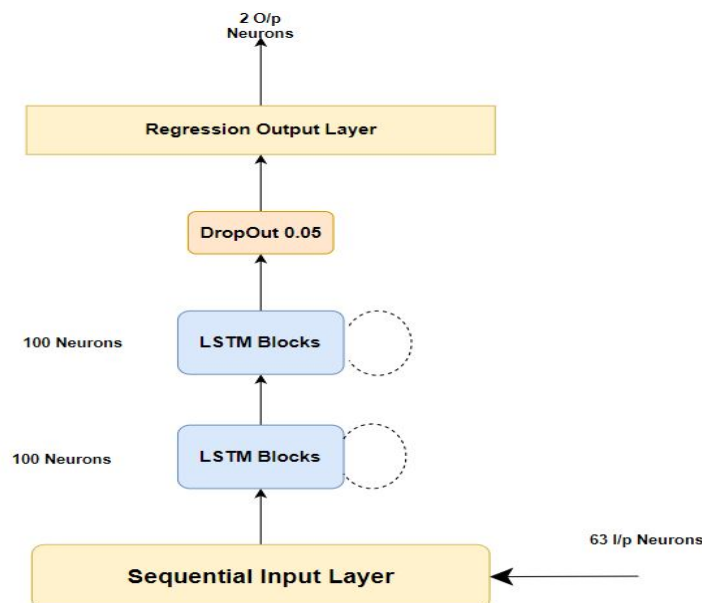 2 O/p
Neurons
Regression Output Layer
DropOut 0.05
100 Neurons
LSTM Blocks
100 Neurons
LSTM Blocks
63 I/p Neurons
Sequential Input Layer